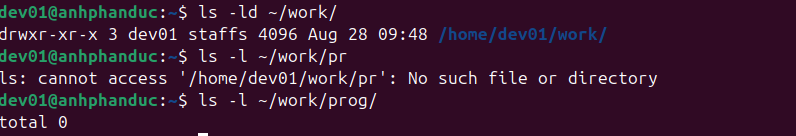 dev01@anhphanduc:~$ ls -ld ~/work/
drwxr-xr-x 3 dev01 staffs 4096 Aug 28 09:48 /home/dev01/work/
dev01@anhphanduc:~$ ls -l ~/work/pr
ls: cannot access '/home/dev01/work/pr': No such file or directory
dev01@anhphanduc:~$ ls -l ~/work/prog/
total 0